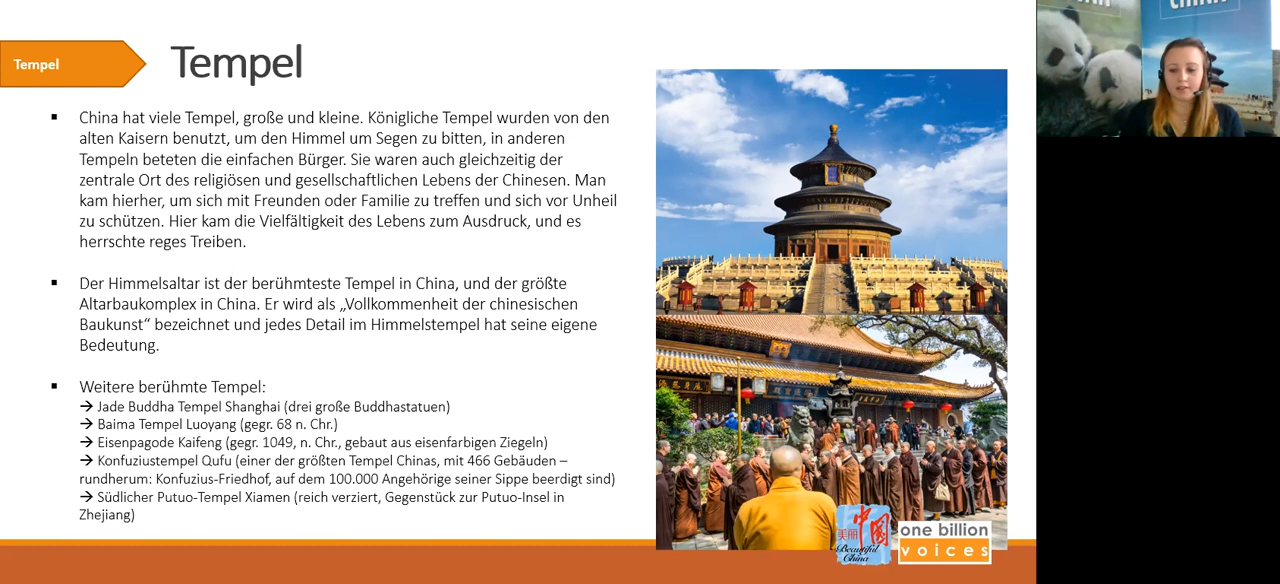 Tempel
Tempel
China hat viele Tempel, große und kleine. Königliche Tempel wurden von den
alten Kaisern benutzt, um den Himmel um Segen zu bitten, in anderen
Tempeln beteten die einfachen Bürger. Sie waren auch gleichzeitig der
zentrale Ort des religiösen und gesellschaftlichen Lebens der Chinesen. Man
kam hierher, um sich mit Freunden oder Familie zu treffen und sich vor Unheil
zu schützen. Hier kam die Vielfältigkeit des Lebens zum Ausdruck, und es
herrschte reges Treiben.
Der Himmelsaltar ist der berühmteste Tempel in China, und der größte
Altarbaukomplex in China. Er wird als „Vollkommenheit der chinesischen
Baukunst“ bezeichnet und jedes Detail im Himmelstempel hat seine eigene
Bedeutung.
Weitere berühmte Tempel:
→ Jade Buddha Tempel Shanghai (drei große Buddhastatuen)
→ Baima Tempel Luoyang (gegr. 68 n. Chr.)
→ Eisenpagode Kaifeng (gegr. 1049, n. Chr., gebaut aus eisenfarbigen Ziegeln)
→ Konfuziustempel Qufu (einer der größten Tempel Chinas, mit 466 Gebäuden –
rundherum: Konfuzius-Friedhof, auf dem 100.000 Angehörige seiner Sippe beerdigt sind)
→ Südlicher Putuo-Tempel Xiamen (reich verziert, Gegenstück zur Putuo-Insel in
Zhejiang)
美丽
中国
Beautiful
China
one billion
voices
CHINA